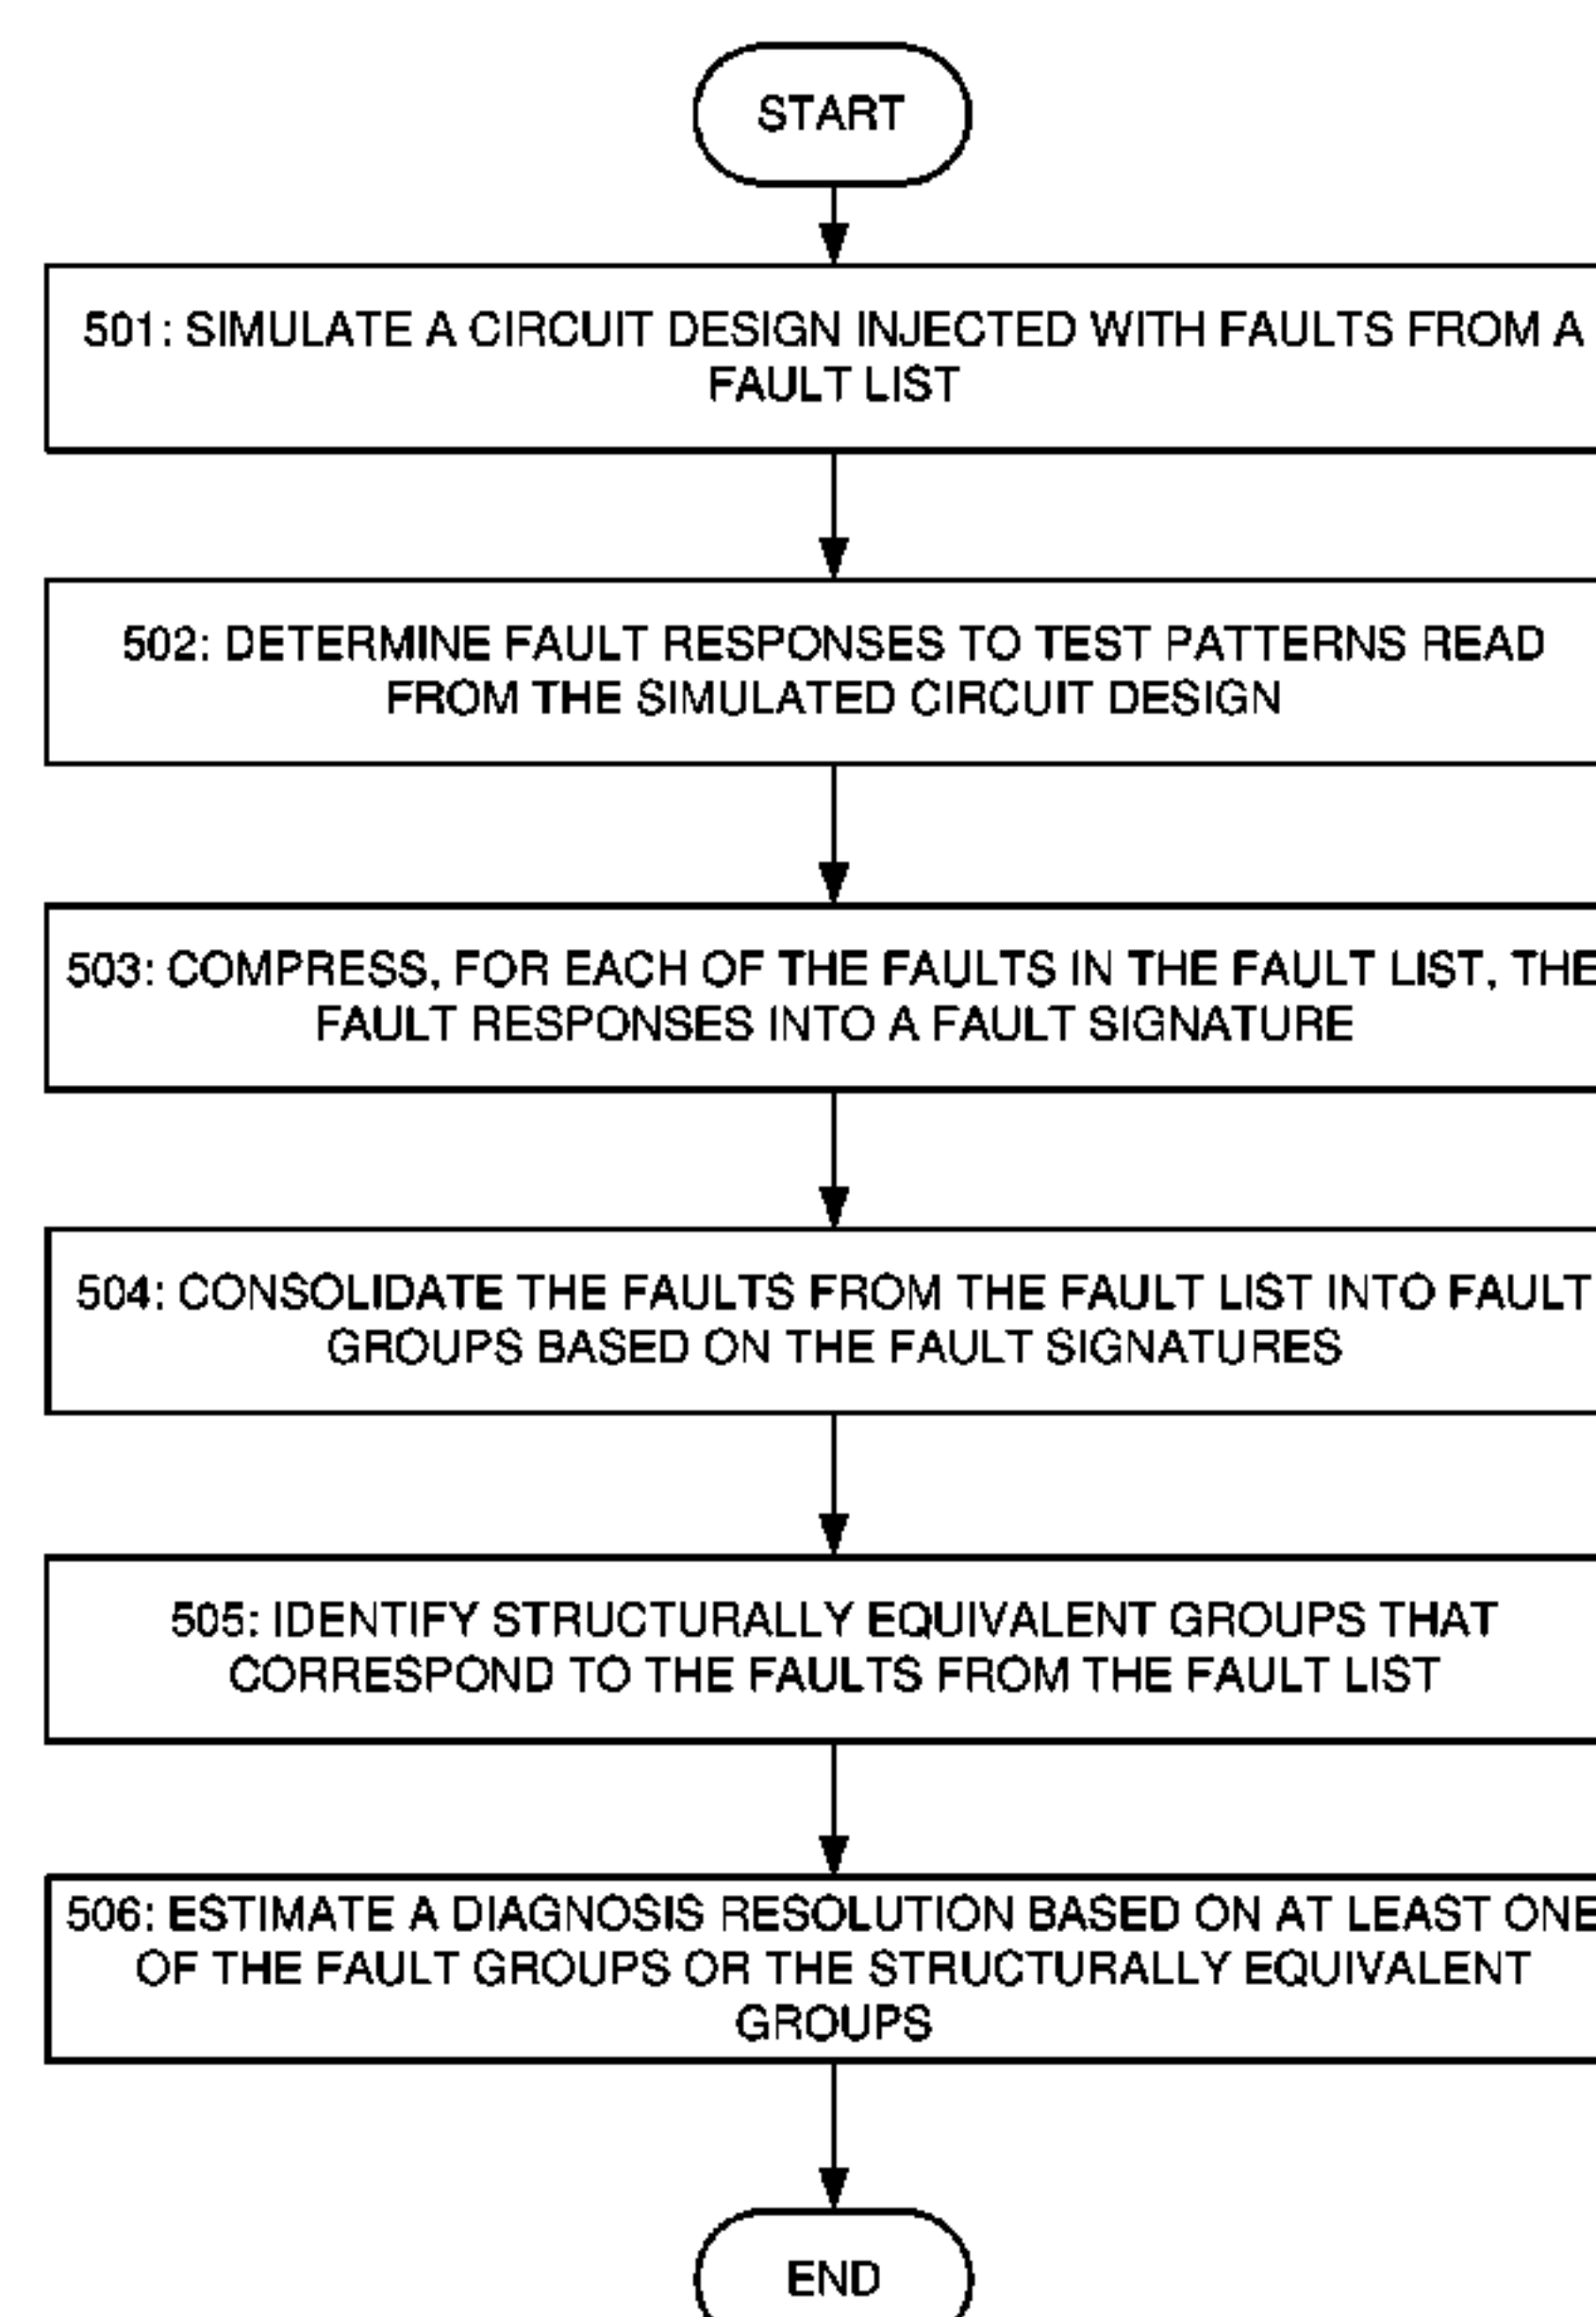 START
501: SIMULATE A CIRCUIT DESIGN INJECTED WITH FAULTS FROM A
FAULT LIST
502: DETERMINE FAULT RESPONSES TO TEST PATTERNS READ
FROM THE SIMULATED CIRCUIT DESIGN
503: COMPRESS, FOR EACH OF THE FAULTS IN THE FAULT LIST, THE
FAULT RESPONSES INTO A FAULT SIGNATURE
504: CONSOLIDATE THE FAULTS FROM THE FAULT LIST INTO FAULT
GROUPS BASED ON THE FAULT SIGNATURES
505: IDENTIFY STRUCTURALLY EQUIVALENT GROUPS THAT
CORRESPOND TO THE FAULTS FROM THE FAULT LIST
506: ESTIMATE A DIAGNOSIS RESOLUTION BASED ON AT LEAST ONE
OF THE FAULT GROUPS OR THE STRUCTURALLY EQUIVALENT
GROUPS
END